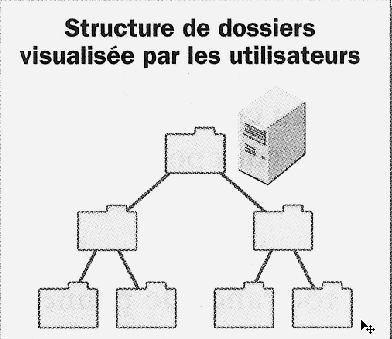 Structure de dossiers
visualisée par les utilisateurs